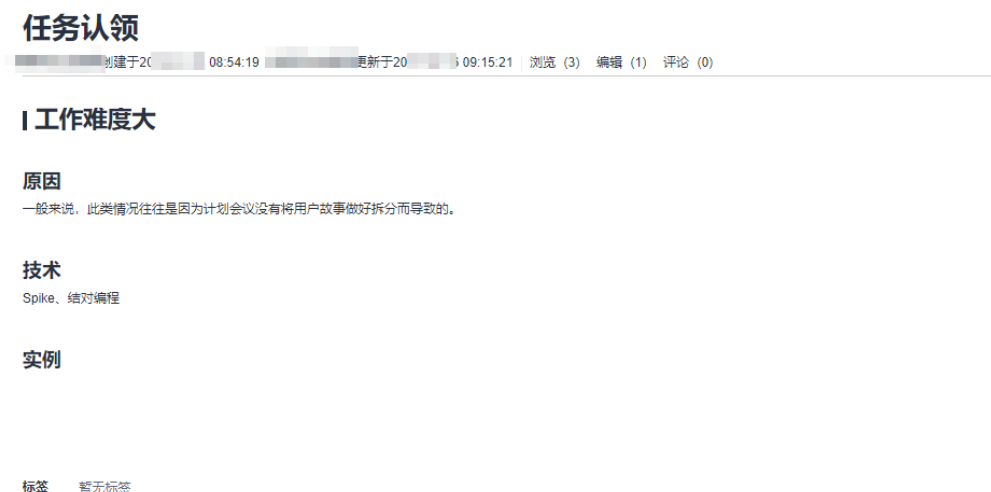 任务认领
创建于20 08:54:19 更新于20 09:15:21 浏览（3） 编辑（1） 评论（0）
工作难度大
原因
一般来说，此类情况往往是因为计划会议没有将用户故事做好拆分而导致的。
技术
Spike、结对编程
实例
标签 暂无标签